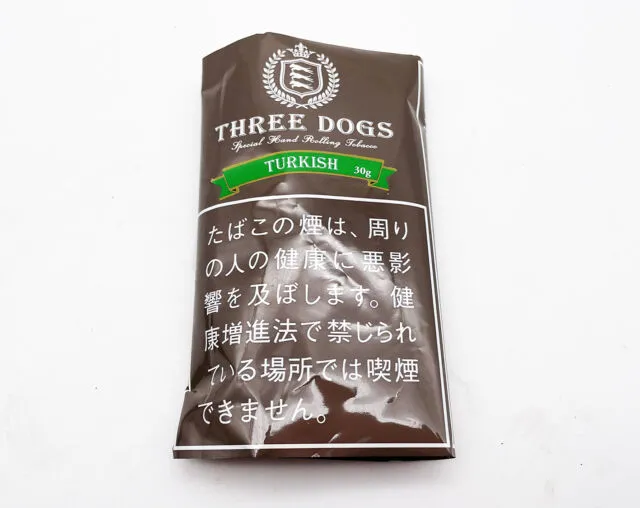 THREE DOGS
Special Hand Rolling Tobacco
TURKISH 30g
たばこの煙は、周り
の人の健康に悪影
響を及ぼします。健
康増進法で禁じられ
ている場所では喫煙
できません。